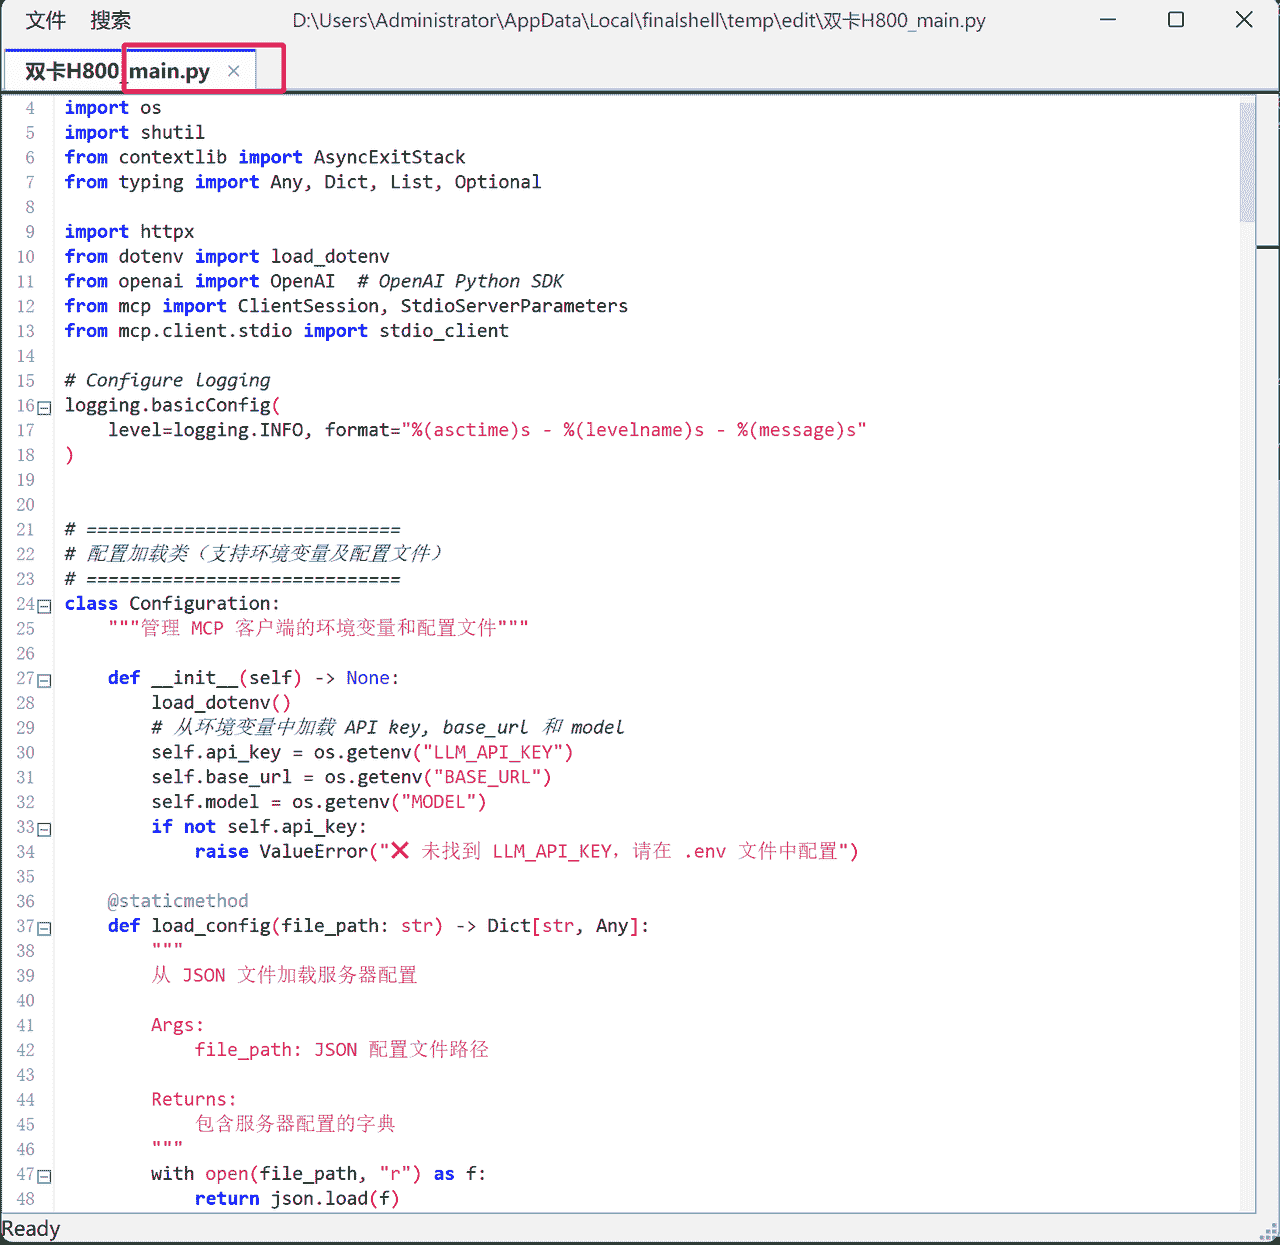 文件 搜索 D:\Users\Administrator\AppData\Local\finalshell\temp\edit\双卡H800_main.py
双卡H800_main.py ×
4 import os
5 import shutil
6 from contextlib import AsyncExitStack
7 from typing import Any, Dict, List, Optional
8
9 import httpx
10 from dotenv import load_dotenv
11 from openai import OpenAI  # OpenAI Python SDK
12 from mcp import ClientSession, StdioServerParameters
13 from mcp.client.stdio import stdio_client
14
15 # Configure logging
16 logging.basicConfig(
17     level=logging.INFO, format="%(asctime)s - %(levelname)s - %(message)s"
18 )
19
20
21 # =============================
22 # 配置加载类（支持环境变量及配置文件）
23 # =============================
24 class Configuration:
25     """管理 MCP 客户端的环境变量和配置文件"""
26
27     def __init__(self) -> None:
28         load_dotenv()
29         # 从环境变量中加载 API key, base_url 和 model
30         self.api_key = os.getenv("LLM_API_KEY")
31         self.base_url = os.getenv("BASE_URL")
32         self.model = os.getenv("MODEL")
33         if not self.api_key:
34             raise ValueError("❌ 未找到 LLM_API_KEY，请在 .env 文件中配置")
35
36     @staticmethod
37     def load_config(file_path: str) -> Dict[str, Any]:
38         """
39         从 JSON 文件加载服务器配置
40
41         Args:
42             file_path: JSON 配置文件路径
43
44         Returns:
45             包含服务器配置的字典
46         """
47         with open(file_path, "r") as f:
48             return json.load(f)
Ready